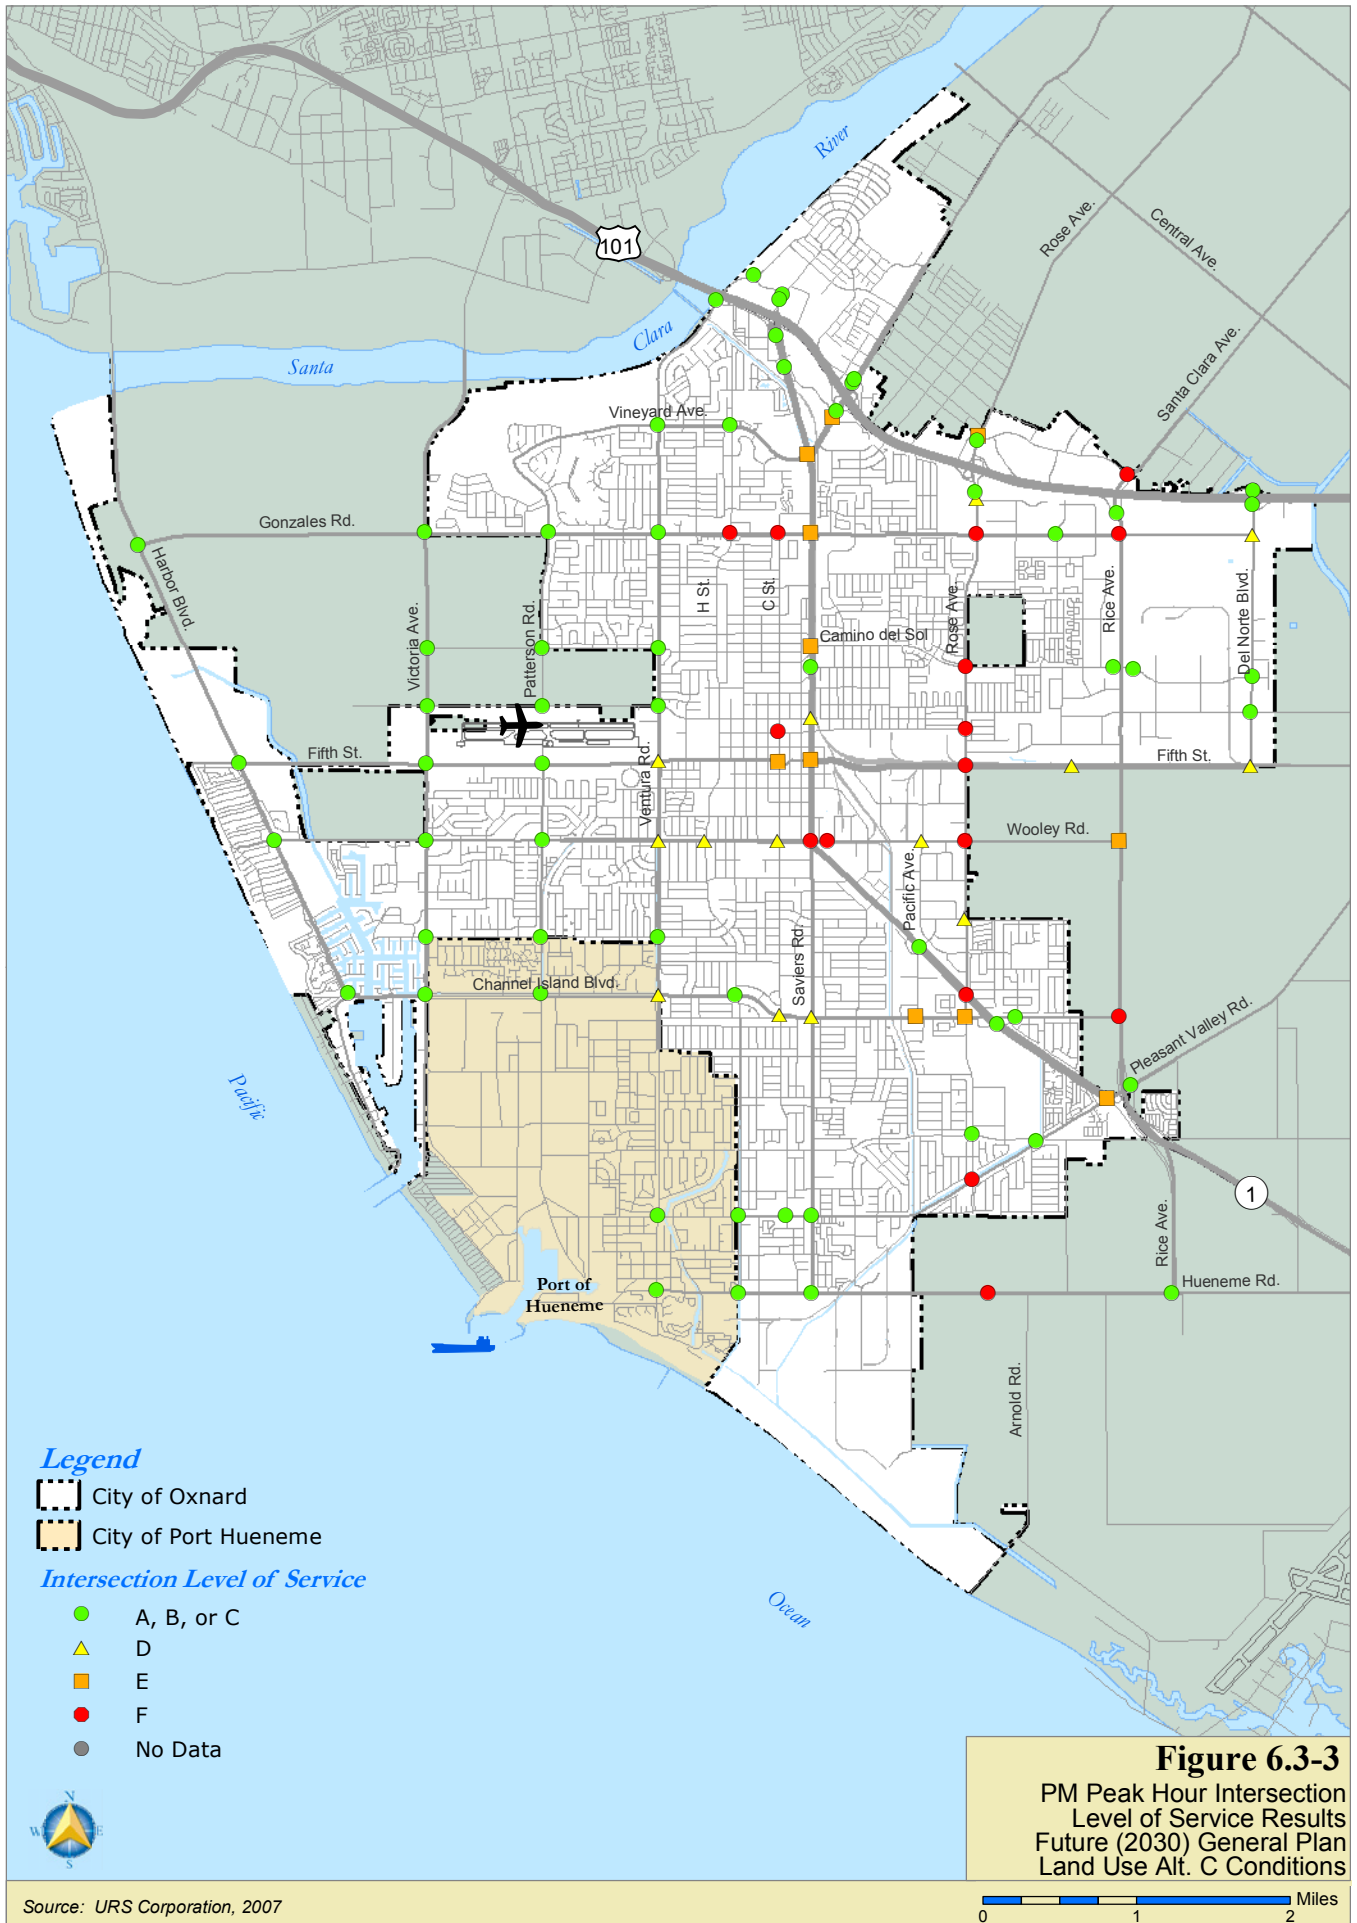 River
Rose Ave.
Central Ave.
101
Clara
Santa
Santa Clara Ave.
Vineyard Ave.
Gonzales Rd.
Harbor Blvd.
Victoria Ave.
Patterson Rd.
H St.
C St.
Camino del Sol
Rose Ave.
Rice Ave.
Del Norte Blvd.
Fifth St.
Ventura Rd.
Fifth St.
Wooley Rd.
Pacific Ave.
Saviers Rd.
Channel Island Blvd.
Pleasant Valley Rd.
Pacific
1
Rice Ave.
Port of
Hueneme
Hueneme Rd.
Arnold Rd.
Ocean
Legend
City of Oxnard
City of Port Hueneme
Intersection Level of Service
A, B, or C
D
E
F
No Data
N
W E
S
Figure 6.3-3
PM Peak Hour Intersection
Level of Service Results
Future (2030) General Plan
Land Use Alt. C Conditions
Source: URS Corporation, 2007
Miles
0 1 2